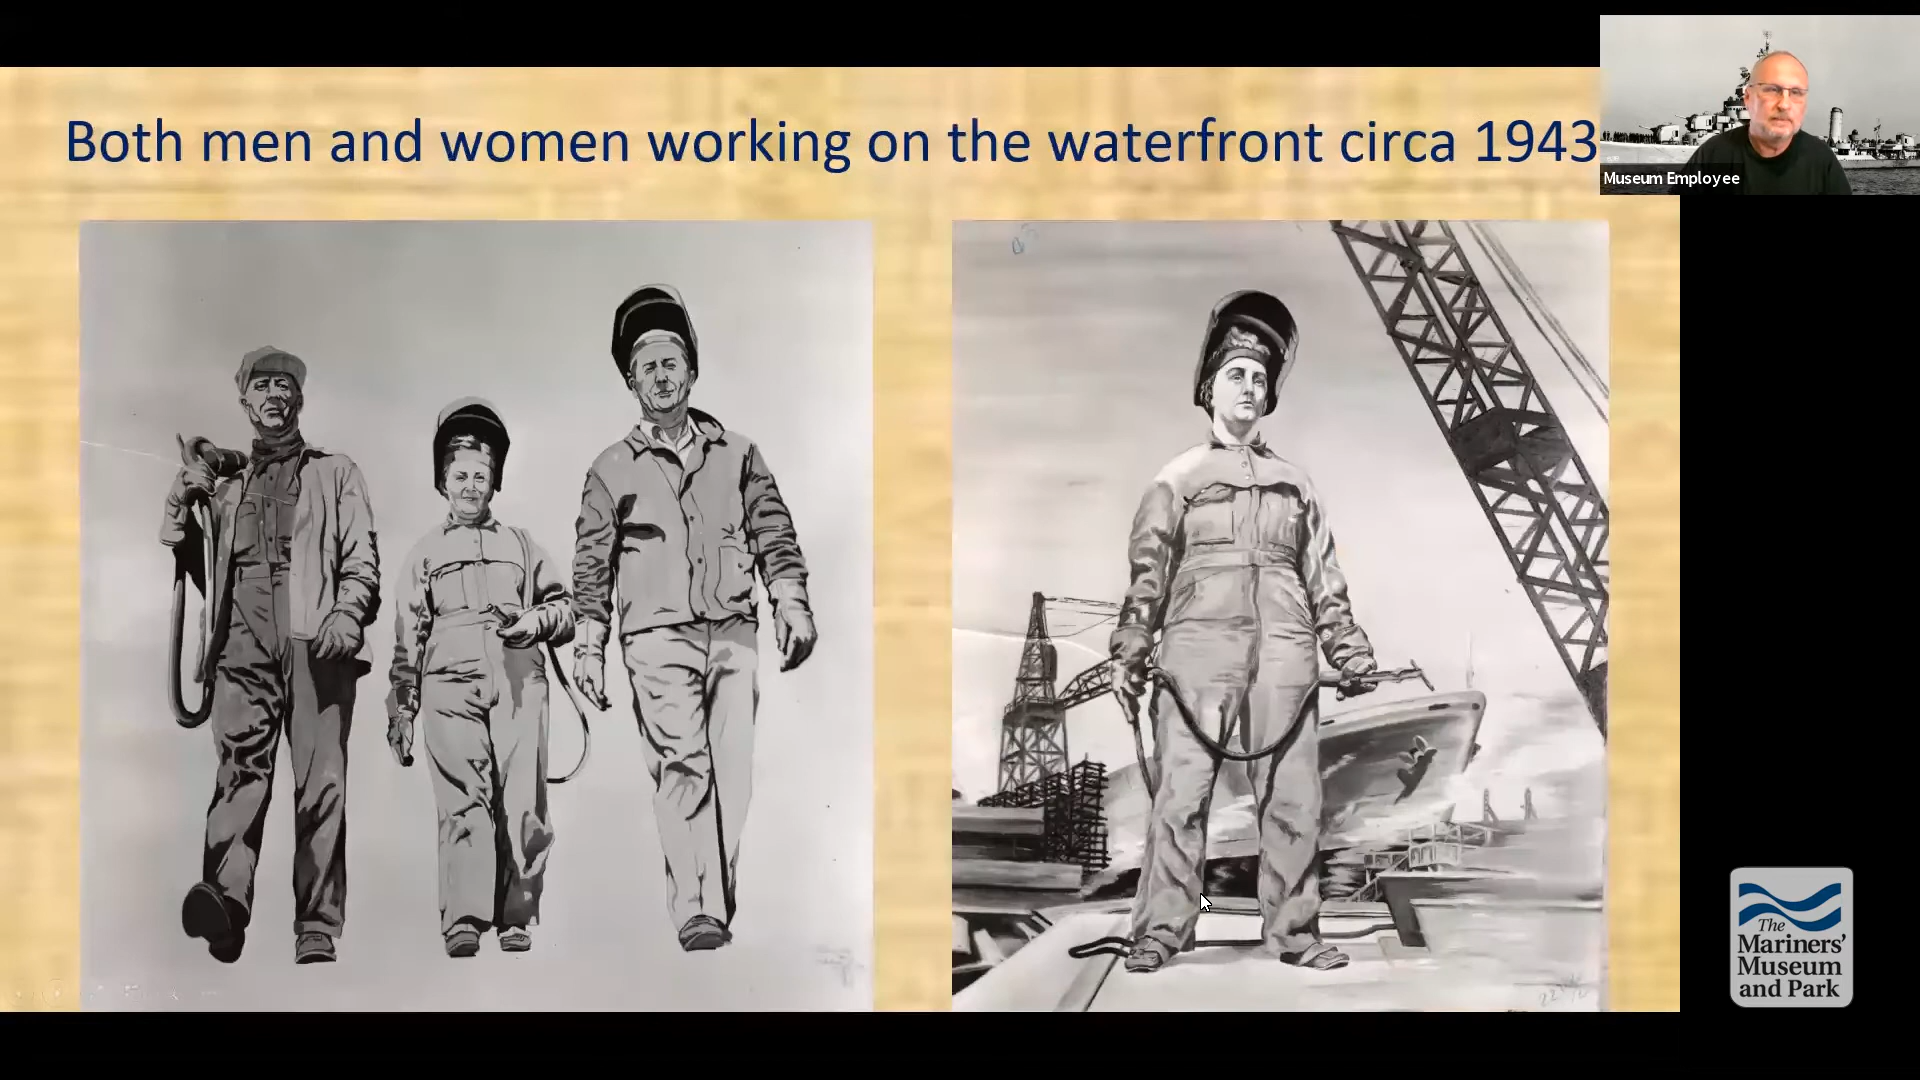 Both men and women working on the waterfront circa 1943
Museum Employee
The
Mariners'
Museum
and Park